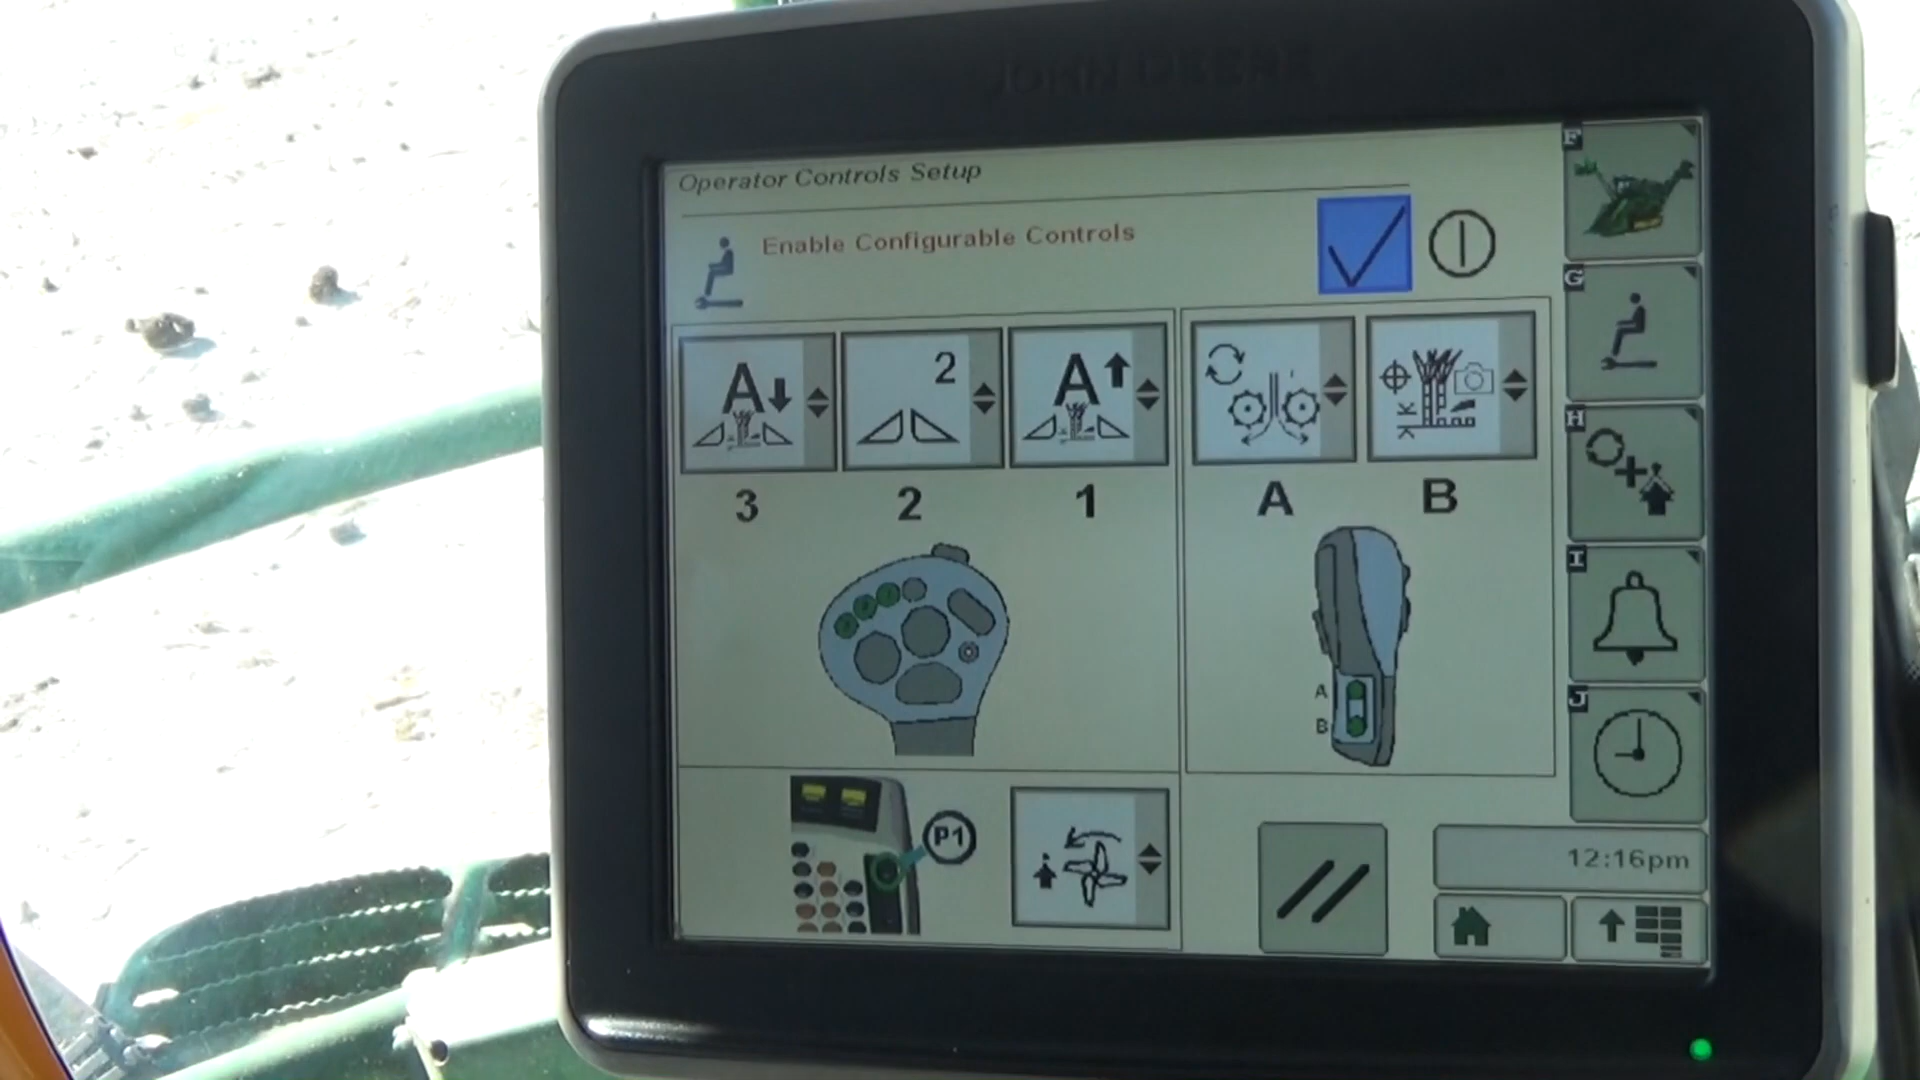 JOHN DEERE
Operator Controls Setup
Enable Configurable Controls
F
G
A
2
A
3
2
1
A
B
H
I
A
B
J
P1
12:16pm